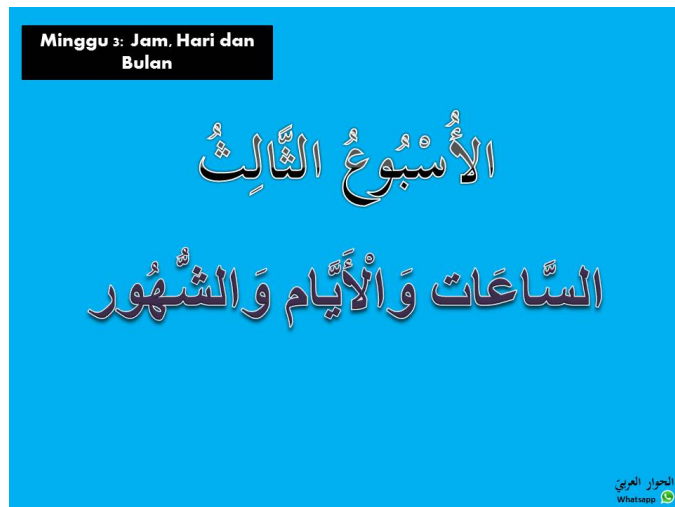 Minggu 3: Jam, Hari dan
Bulan
الأُسْبُوعُ الثَّالِثُ
السَّاعَات وَالْأَيَّام وَالشُّهُور
الحوار العربيّ
Whatsapp